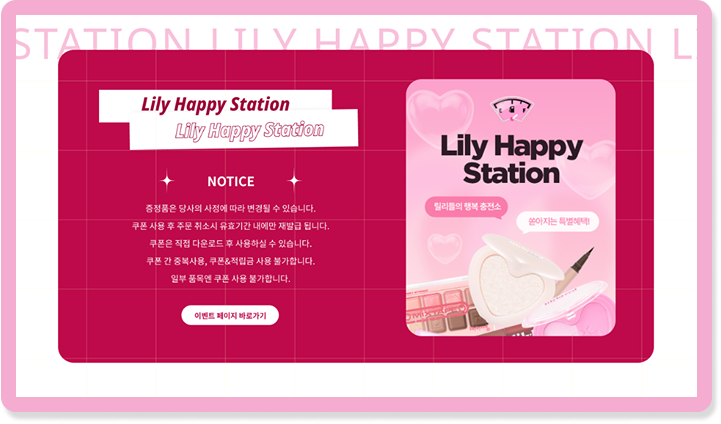 STATION LILY HAPPY STATION L
Lily Happy Station
Lily Happy Station
NOTICE
증정품은 당사의 사정에 따라 변경될 수 있습니다.
쿠폰 사용 후 주문 취소시 유효기간 내에만 재발급 됩니다.
쿠폰은 직접 다운로드 후 사용하실 수 있습니다.
쿠폰 간 중복사용, 쿠폰&적립금 사용 불가합니다.
일부 품목엔 쿠폰 사용 불가합니다.
이벤트 페이지 바로가기
E F
Lily Happy
Station
릴리들의 행복 충전소
쏟아지는 특별혜택!